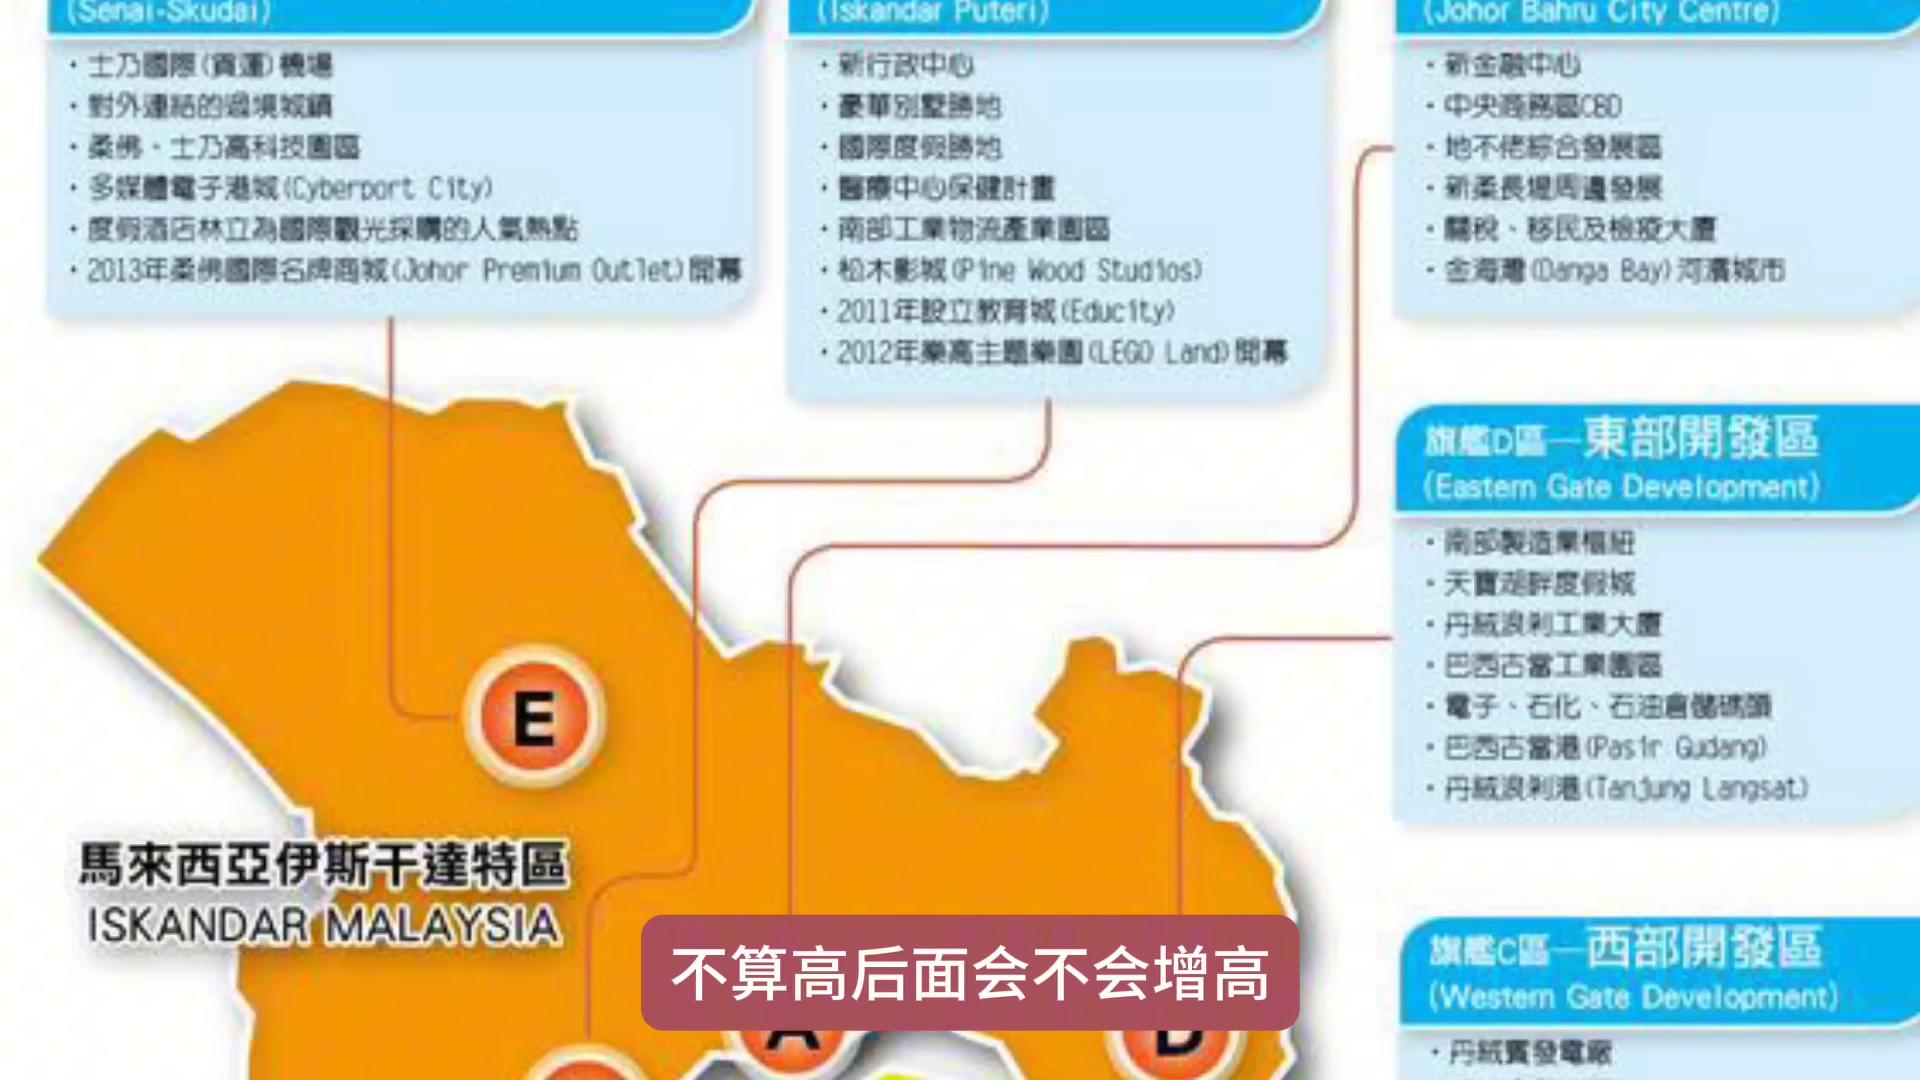 (Senai-Skudai)
・士乃國際(貨運)機場
・對外連結的過境城鎮
・柔佛、士乃高科技園區
・多媒體電子港城(Cyberport City)
・度假酒店林立為國際觀光採購的人氣熱點
・2013年柔佛國際名牌商城(Johor Premium Outlet)開幕
(Iskandar Puteri)
・新行政中心
・豪華別墅勝地
・國際度假勝地
・醫療中心保健計畫
・南部工業物流產業園區
・松木影城(Pine Wood Studios)
・2011年設立教育城(Educity)
・2012年樂高主題樂園(LEGO Land)開幕
(Johor Bahru City Centre)
・新金融中心
・中央商務區CBD
・地不佬綜合發展區
・新柔長堤周邊發展
・關稅、移民及檢疫大廈
・金海灣(Danga Bay)河濱城市
旗艦D區—東部開發區
(Eastern Gate Development)
・南部製造業樞紐
・天寶湖畔度假城
・丹絨浪刹工業大廈
・巴西古當工業園區
・電子、石化、石油倉儲碼頭
・巴西古當港(Pasir Gudang)
・丹絨浪刹港(Tanjung Langsat)
旗艦C區—西部開發區
(Western Gate Development)
・丹絨賓發電廠
E
馬來西亞伊斯干達特區
ISKANDAR MALAYSIA
不算高后面会不会增高
A
D